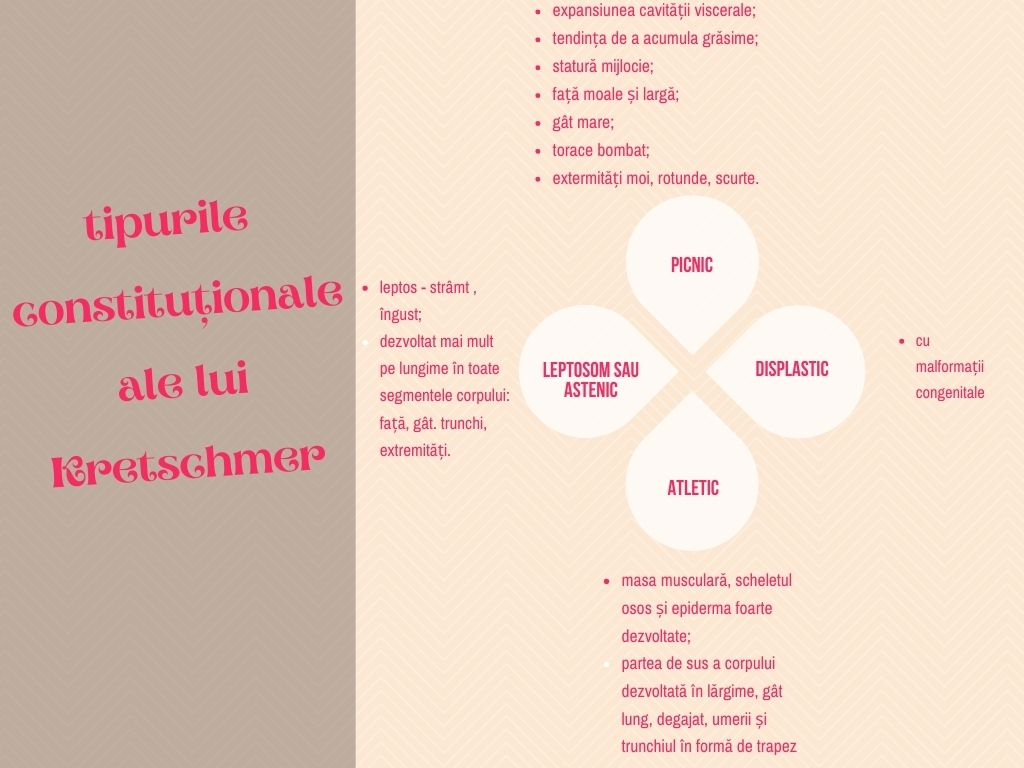 tipurile
constituționale
ale lui
Kretschmer
expansiunea cavității viscerale;
tendința de a acumula grăsime;
statură mijlocie;
față moale și largă;
gât mare;
torace bombat;
extermități moi, rotunde, scurte.
PICNIC
leptos - strâmt ,
îngust;
dezvoltat mai mult
pe lungime în toate
segmentele corpului:
față, gât. trunchi,
extremități.
LEPTOSOM SAU
ASTENIC
DISPLASTIC
cu
malformații
congenitale
ATLETIC
masa musculară, scheletul
osos și epiderma foarte
dezvoltate;
partea de sus a corpului
dezvoltată în lărgime, gât
lung, degajat, umerii și
trunchiul în formă de trapez